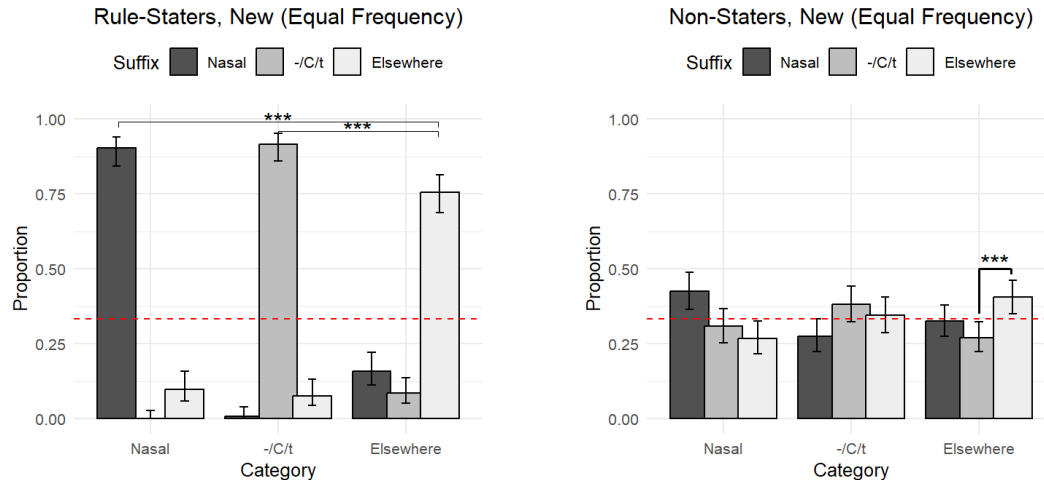 Rule-Staters, New (Equal Frequency)
Suffix Nasal -/C/t Elsewhere
***
***
1.00
0.75
0.50
0.25
0.00
Proportion
Nasal -/C/t Elsewhere
Category
Non-Staters, New (Equal Frequency)
Suffix Nasal -/C/t Elsewhere
***
1.00
0.75
0.50
0.25
0.00
Proportion
Nasal -/C/t Elsewhere
Category